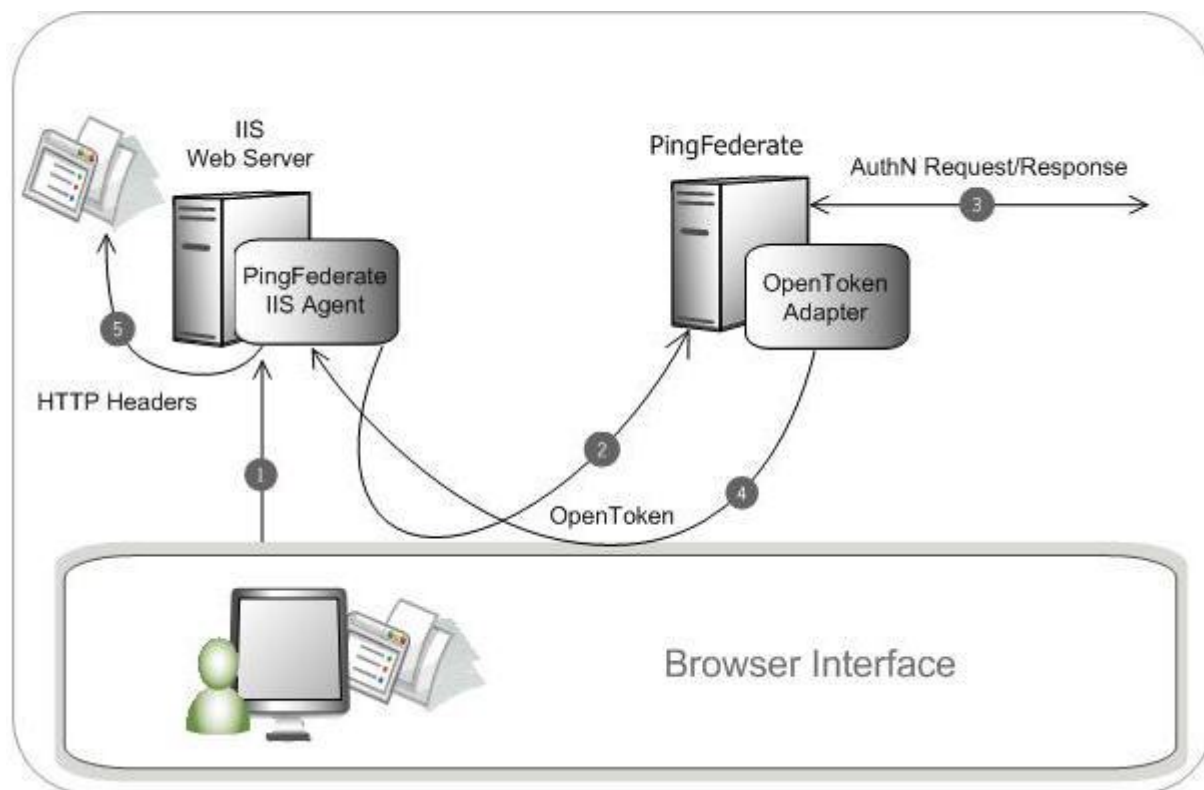 IIS
Web Server
PingFederate
IIS Agent
5
HTTP Headers
1
PingFederate
AuthN Request/Response
3
OpenToken
Adapter
2
4
OpenToken
Browser Interface